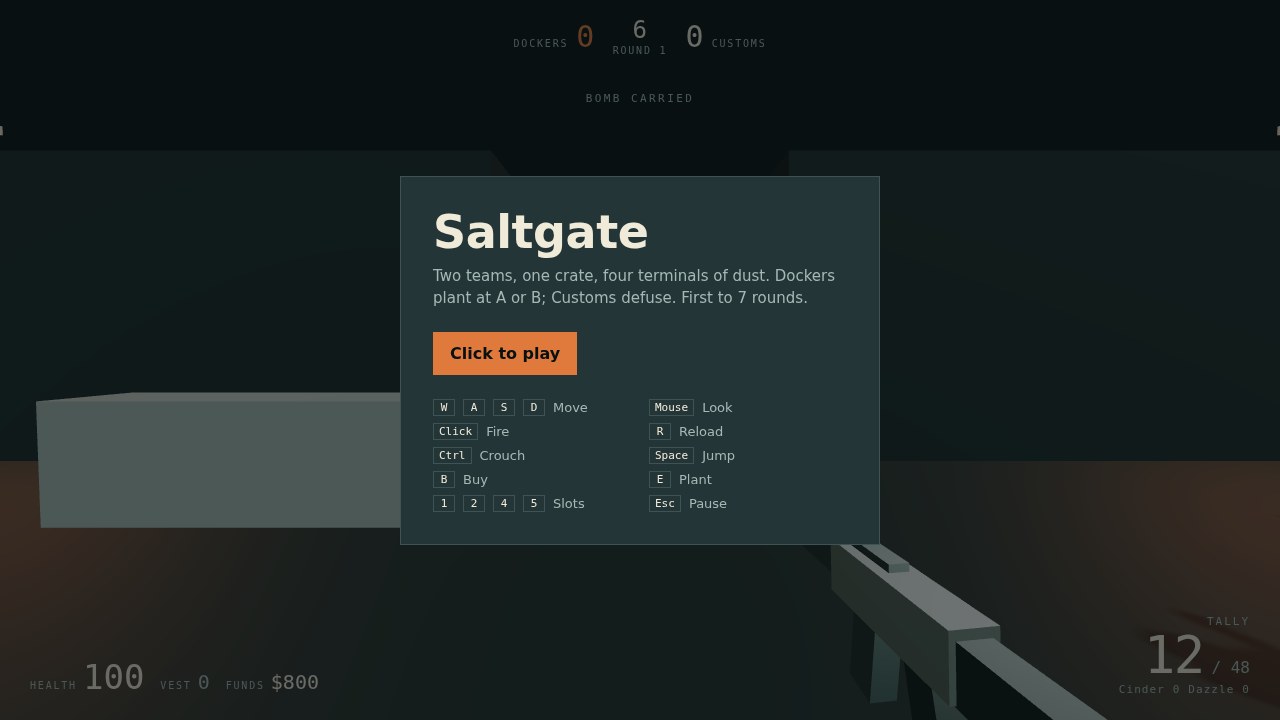 DOCKERS 0 6 0 CUSTOMS
ROUND 1
BOMB CARRIED
Saltgate
Two teams, one crate, four terminals of dust. Dockers
plant at A or B; Customs defuse. First to 7 rounds.
Click to play
W A S D Move Mouse Look
Click Fire R Reload
Ctrl Crouch Space Jump
B Buy E Plant
1 2 4 5 Slots Esc Pause
TALLY
12 / 48
Cinder 0 Dazzle 0
HEALTH 100 VEST 0 FUNDS $800